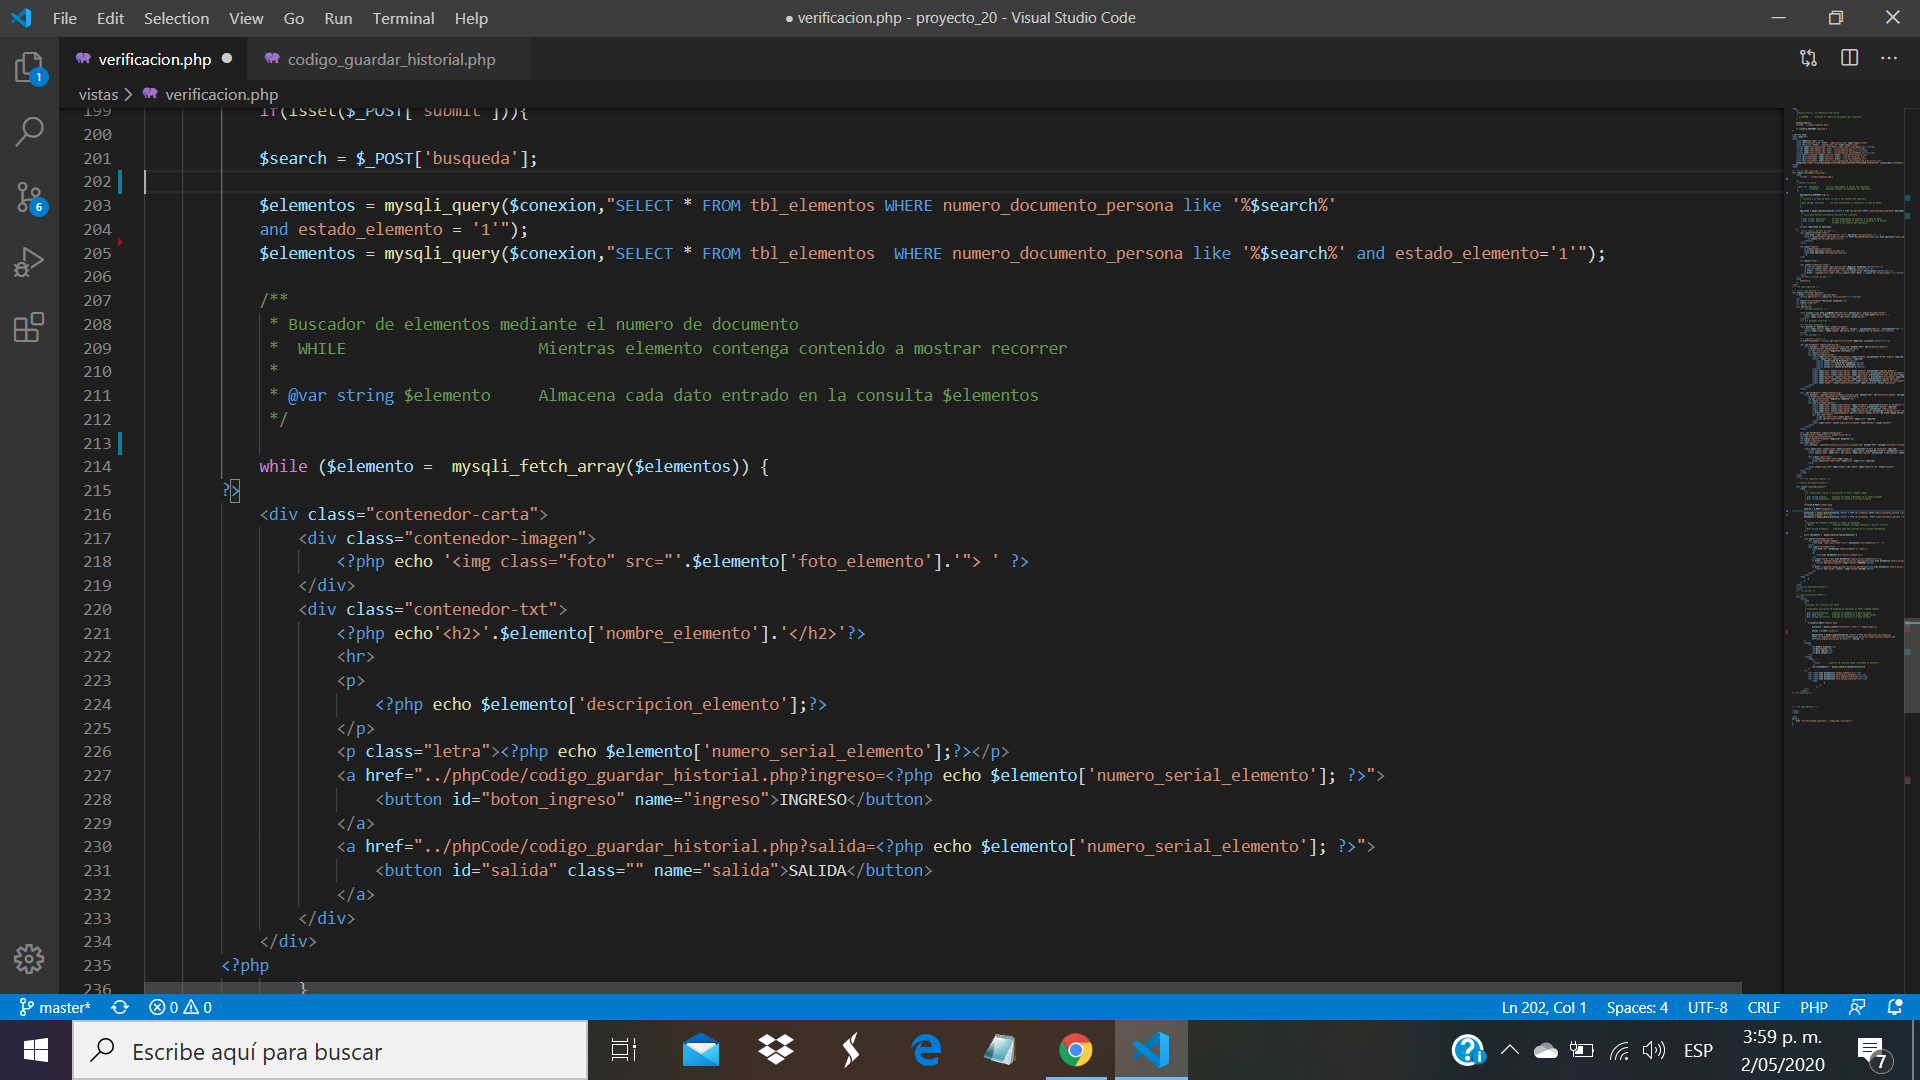 File Edit Selection View Go Run Terminal Help
● verificacion.php - proyecto_20 - Visual Studio Code
verificacion.php ●
codigo_guardar_historial.php
vistas > verificacion.php
199 if(isset($_POST['submit'])){
200
201 $search = $_POST['busqueda'];
202
203 $elementos = mysqli_query($conexion,"SELECT * FROM tbl_elementos WHERE numero_documento_persona like '%$search%'
204 and estado_elemento = '1'");
205 $elementos = mysqli_query($conexion,"SELECT * FROM tbl_elementos  WHERE numero_documento_persona like '%$search%' and estado_elemento='1'");
206
207 /**
208 * Buscador de elementos mediante el numero de documento
209 *  WHILE                    Mientras elemento contenga contenido a mostrar recorrer
210 *
211 * @var string $elemento     Almacena cada dato entrado en la consulta $elementos
212 */
213
214 while ($elemento =  mysqli_fetch_array($elementos)) {
215 ?>
216 <div class="contenedor-carta">
217 <div class="contenedor-imagen">
218 <?php echo '<img class="foto" src="'.$elemento['foto_elemento'].'"> ' ?>
219 </div>
220 <div class="contenedor-txt">
221 <?php echo'<h2>'.$elemento['nombre_elemento'].'</h2>'?>
222 <hr>
223 <p>
224 <?php echo $elemento['descripcion_elemento'];?>
225 </p>
226 <p class="letra"><?php echo $elemento['numero_serial_elemento'];?></p>
227 <a href="../phpCode/codigo_guardar_historial.php?ingreso=<?php echo $elemento['numero_serial_elemento']; ?>">
228 <button id="boton_ingreso" name="ingreso">INGRESO</button>
229 </a>
230 <a href="../phpCode/codigo_guardar_historial.php?salida=<?php echo $elemento['numero_serial_elemento']; ?>">
231 <button id="salida" class="" name="salida">SALIDA</button>
232 </a>
233 </div>
234 </div>
235 <?php
236 }
1
6
master* 0 0
Ln 202, Col 1 Spaces: 4 UTF-8 CRLF PHP
Escribe aquí para buscar
ESP
3:59 p. m.
2/05/2020
7